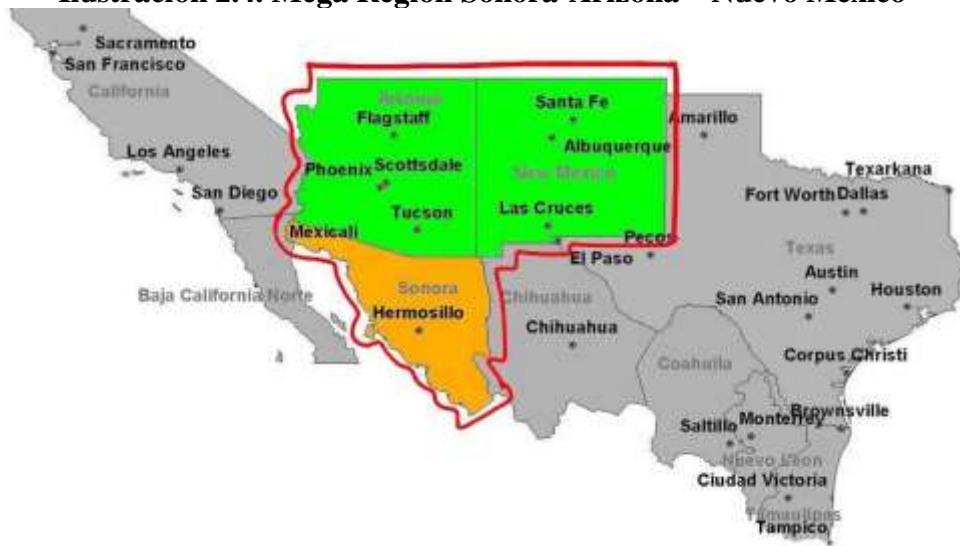 Ilustración 2.4. Mega Región Sonora-Arizona – Nuevo México
Sacramento
San Francisco
California
Arizona
Flagstaff
Santa Fe
Amarillo
Albuquerque
Los Angeles
Phoenix
Scottsdale
New Mexico
Texarkana
San Diego
Fort Worth
Dallas
Tucson
Las Cruces
Mexicali
Pecos
El Paso
Texas
Austin
Baja California Norte
Sonora
Chihuahua
San Antonio
Houston
Hermosillo
Chihuahua
Corpus Christi
Coahuila
Brownsville
Saltillo
Monterrey
Nuevo Léon
Ciudad Victoria
Tamaulipas
Tampico